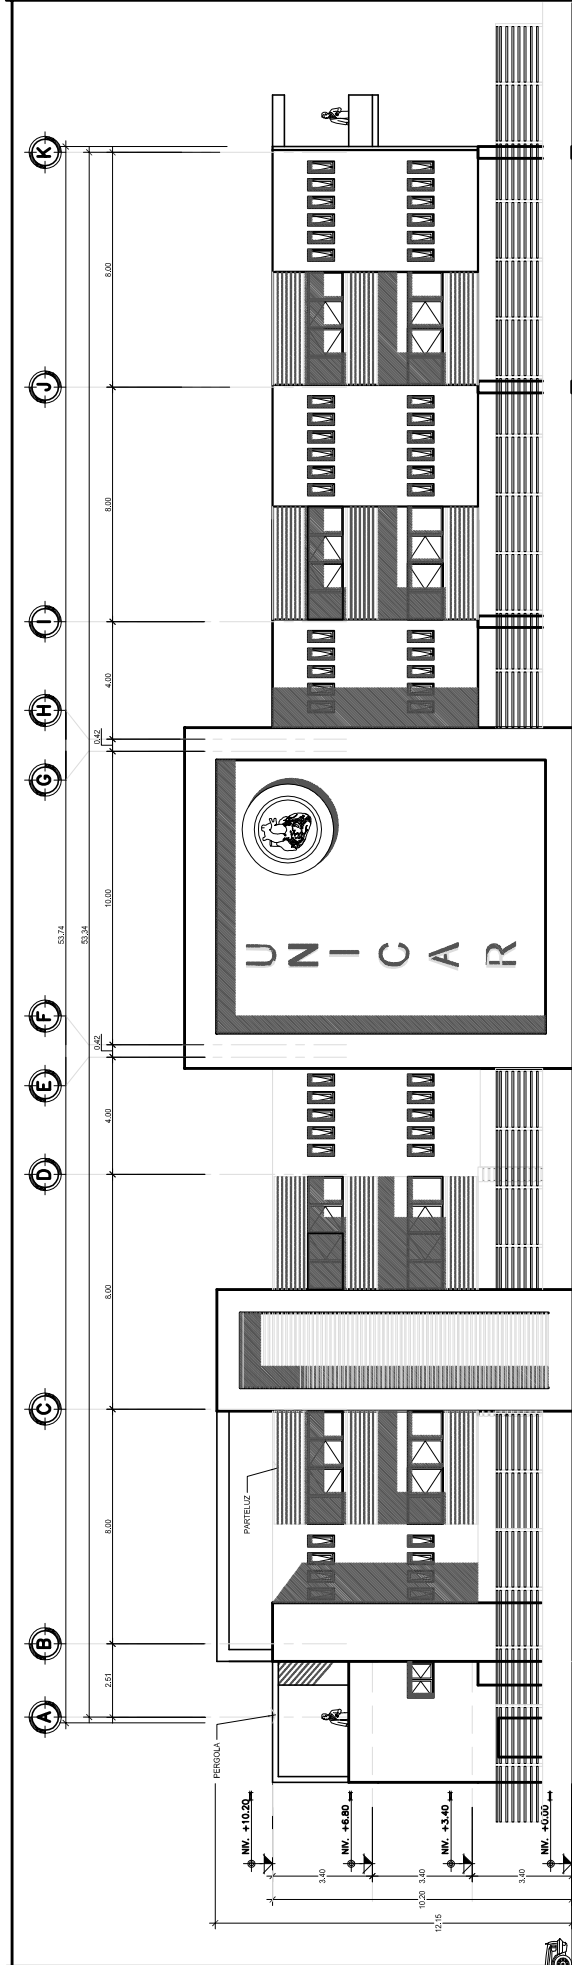 K
J
I
H
G
F
E
D
C
B
A
8.00
8.00
4.00
0.42
10.00
0.42
4.00
8.00
8.00
2.51
53.74
53.34
UNICAR
PARTELUZ
PERGOLA
NIV. +10.20
NIV. +6.80
NIV. +3.40
NIV. +0.00
3.40
3.40
3.40
10.20
12.15